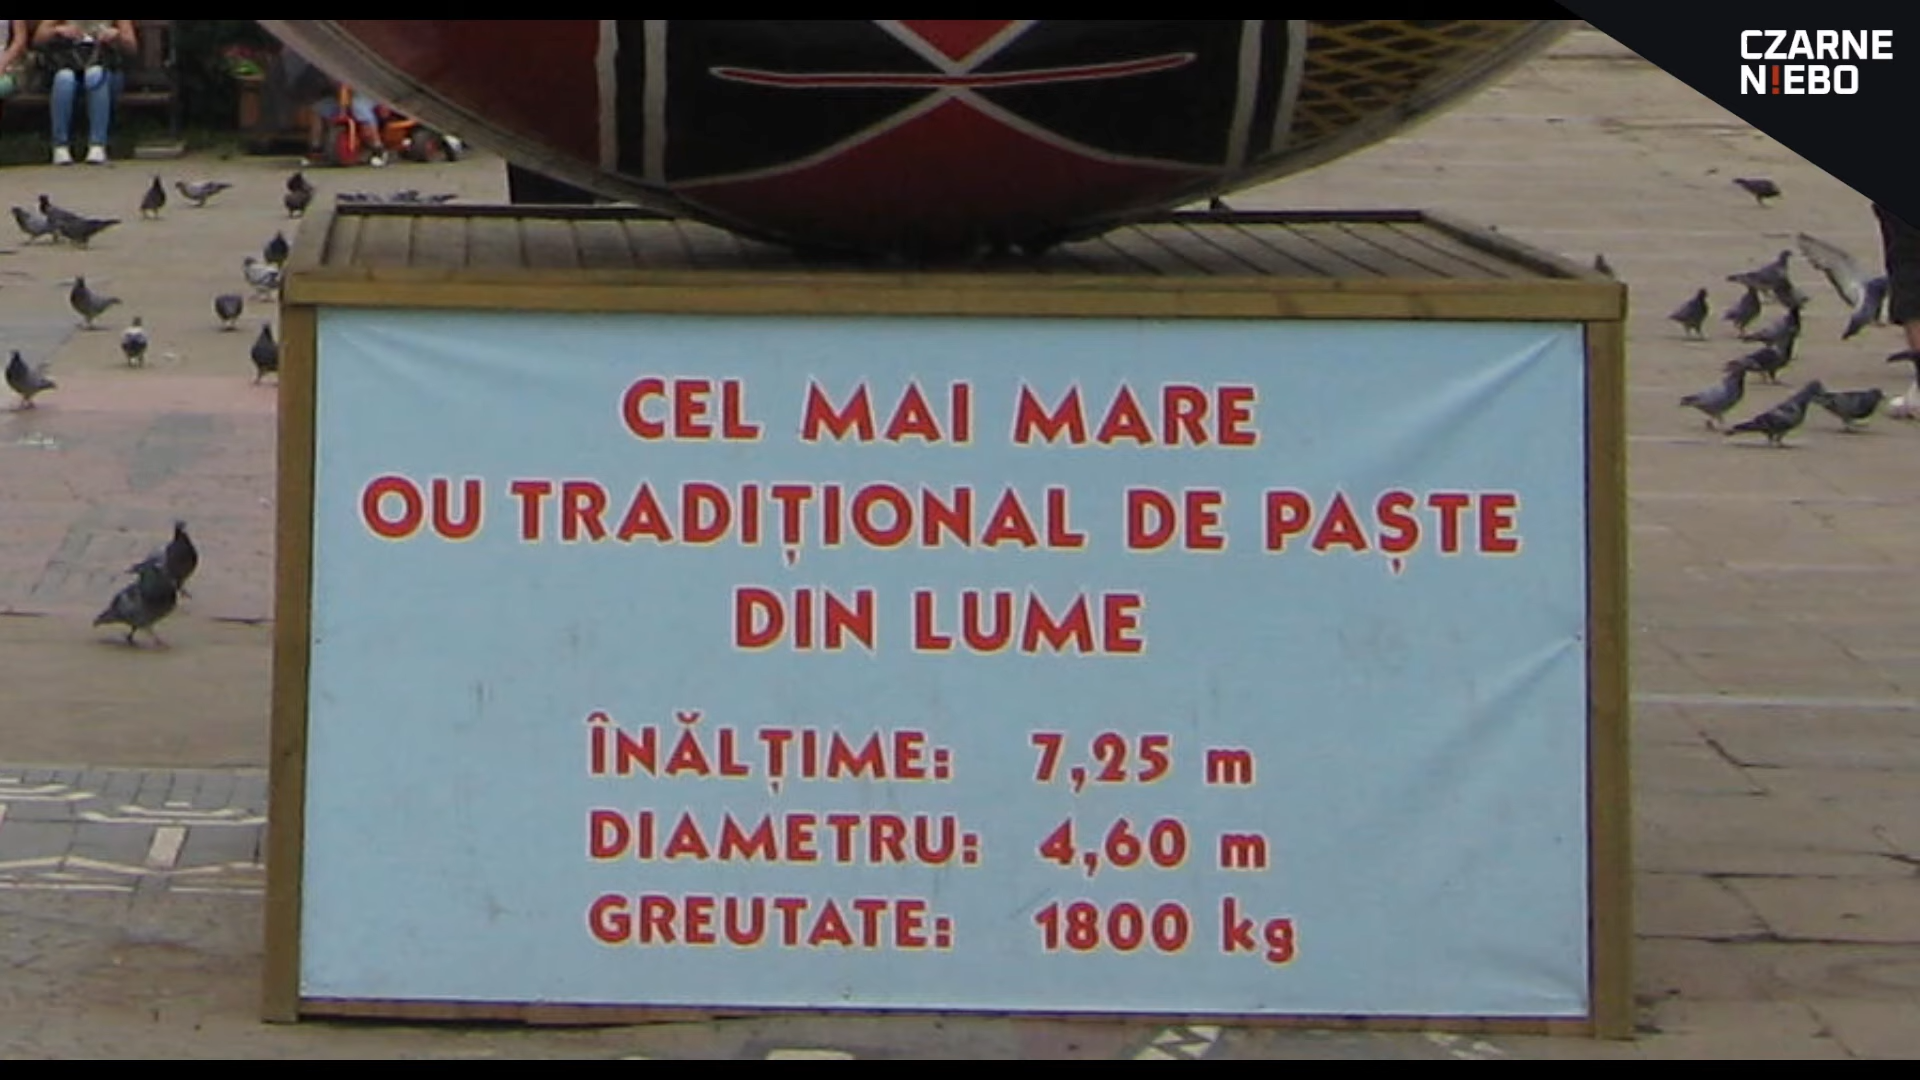 CZARNE
N!EBO
CEL MAI MARE
OU TRADIȚIONAL DE PAȘTE
DIN LUME
ÎNĂLȚIME: 7,25 m
DIAMETRU: 4,60 m
GREUTATE: 1800 kg